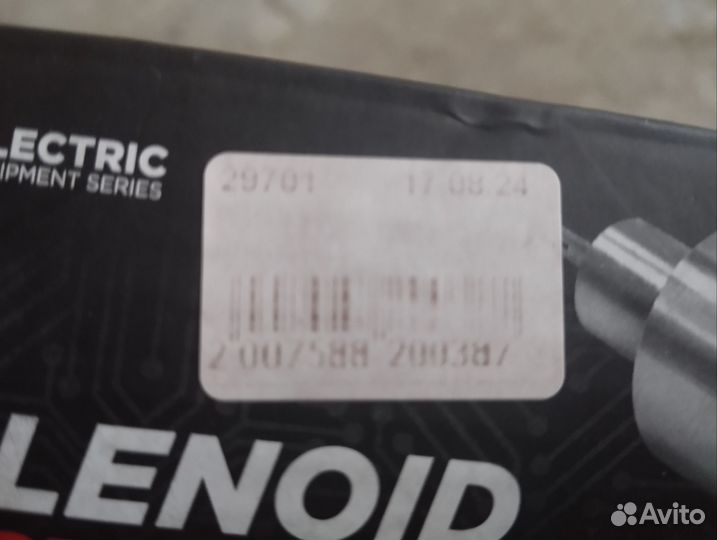 LECTRIC
IPMENT SERIES
29701 17.08.24
2 007588 200387
LENOID
Avito